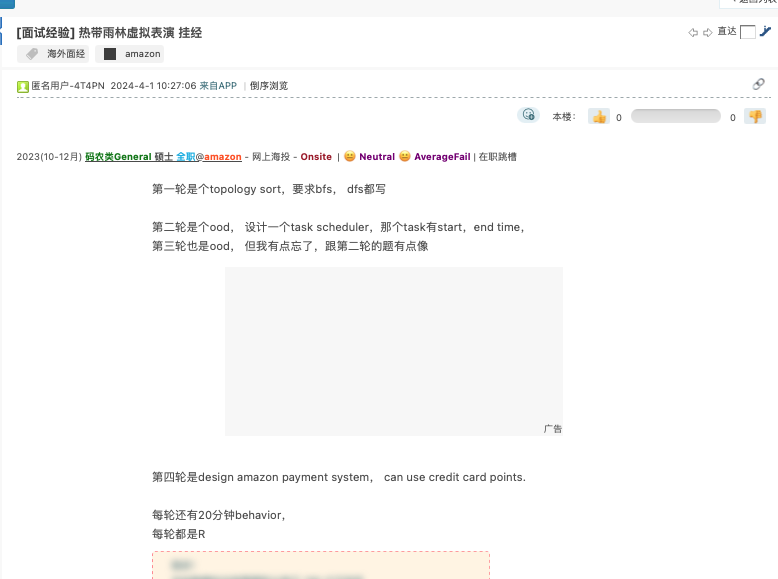 [面试经验] 热带雨林虚拟表演 挂经
直达
海外面经 amazon
匿名用户-4T4PN 2024-4-1 10:27:06 来自APP | 倒序浏览
本楼: 👍 0 0 👎
2023(10-12月) 码农类General 硕士 全职@amazon - 网上海投 - Onsite | 😐 Neutral 😐 AverageFail | 在职跳槽
第一轮是个topology sort，要求bfs， dfs都写
第二轮是个ood， 设计一个task scheduler，那个task有start，end time，
第三轮也是ood， 但我有点忘了，跟第二轮的题有点像
广告
第四轮是design amazon payment system， can use credit card points.
每轮还有20分钟behavior，
每轮都是R